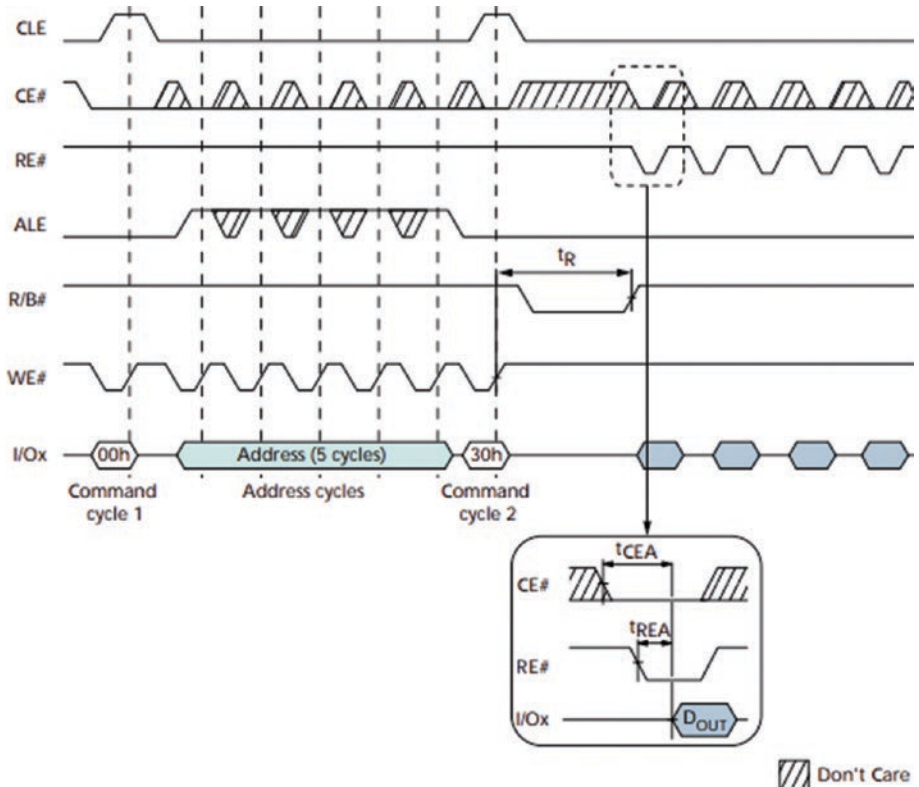 CLE
CE#
RE#
ALE
tR
R/B#
WE#
I/Ox
00h
Address (5 cycles)
30h
Command
cycle 1
Address cycles
Command
cycle 2
tCEA
CE#
tREA
RE#
I/Ox
DOUT
Don't Care